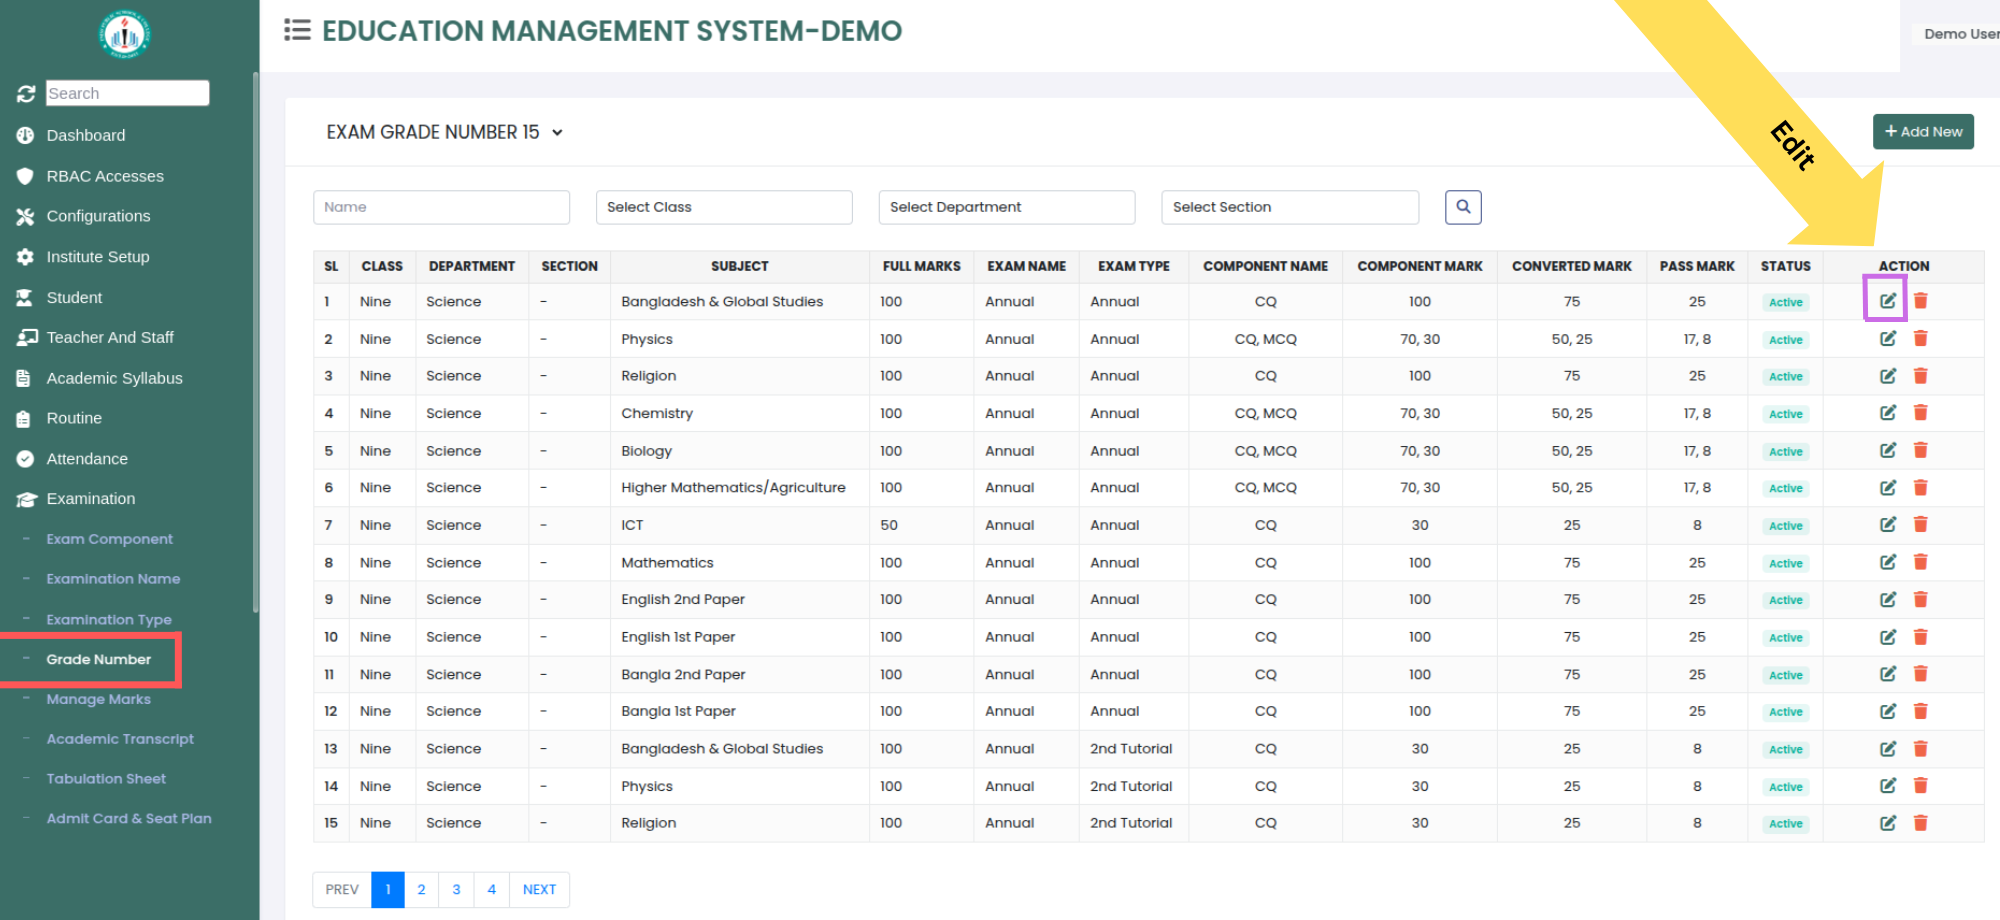 EDUCATION MANAGEMENT SYSTEM-DEMO
Demo User
Search
Dashboard
RBAC Accesses
Configurations
Institute Setup
Student
Teacher And Staff
Academic Syllabus
Routine
Attendance
Examination
- Exam Component
- Examination Name
- Examination Type
- Grade Number
- Manage Marks
- Academic Transcript
- Tabulation Sheet
- Admit Card & Seat Plan
EXAM GRADE NUMBER 15
Edit
+ Add New
Name Select Class Select Department Select Section
SL CLASS DEPARTMENT SECTION SUBJECT FULL MARKS EXAM NAME EXAM TYPE COMPONENT NAME COMPONENT MARK CONVERTED MARK PASS MARK STATUS ACTION
1 Nine Science - Bangladesh & Global Studies 100 Annual Annual CQ 100 75 25 Active
2 Nine Science - Physics 100 Annual Annual CQ, MCQ 70, 30 50, 25 17, 8 Active
3 Nine Science - Religion 100 Annual Annual CQ 100 75 25 Active
4 Nine Science - Chemistry 100 Annual Annual CQ, MCQ 70, 30 50, 25 17, 8 Active
5 Nine Science - Biology 100 Annual Annual CQ, MCQ 70, 30 50, 25 17, 8 Active
6 Nine Science - Higher Mathematics/Agriculture 100 Annual Annual CQ, MCQ 70, 30 50, 25 17, 8 Active
7 Nine Science - ICT 50 Annual Annual CQ 30 25 8 Active
8 Nine Science - Mathematics 100 Annual Annual CQ 100 75 25 Active
9 Nine Science - English 2nd Paper 100 Annual Annual CQ 100 75 25 Active
10 Nine Science - English 1st Paper 100 Annual Annual CQ 100 75 25 Active
11 Nine Science - Bangla 2nd Paper 100 Annual Annual CQ 100 75 25 Active
12 Nine Science - Bangla 1st Paper 100 Annual Annual CQ 100 75 25 Active
13 Nine Science - Bangladesh & Global Studies 100 Annual 2nd Tutorial CQ 30 25 8 Active
14 Nine Science - Physics 100 Annual 2nd Tutorial CQ 30 25 8 Active
15 Nine Science - Religion 100 Annual 2nd Tutorial CQ 30 25 8 Active
PREV 1 2 3 4 NEXT